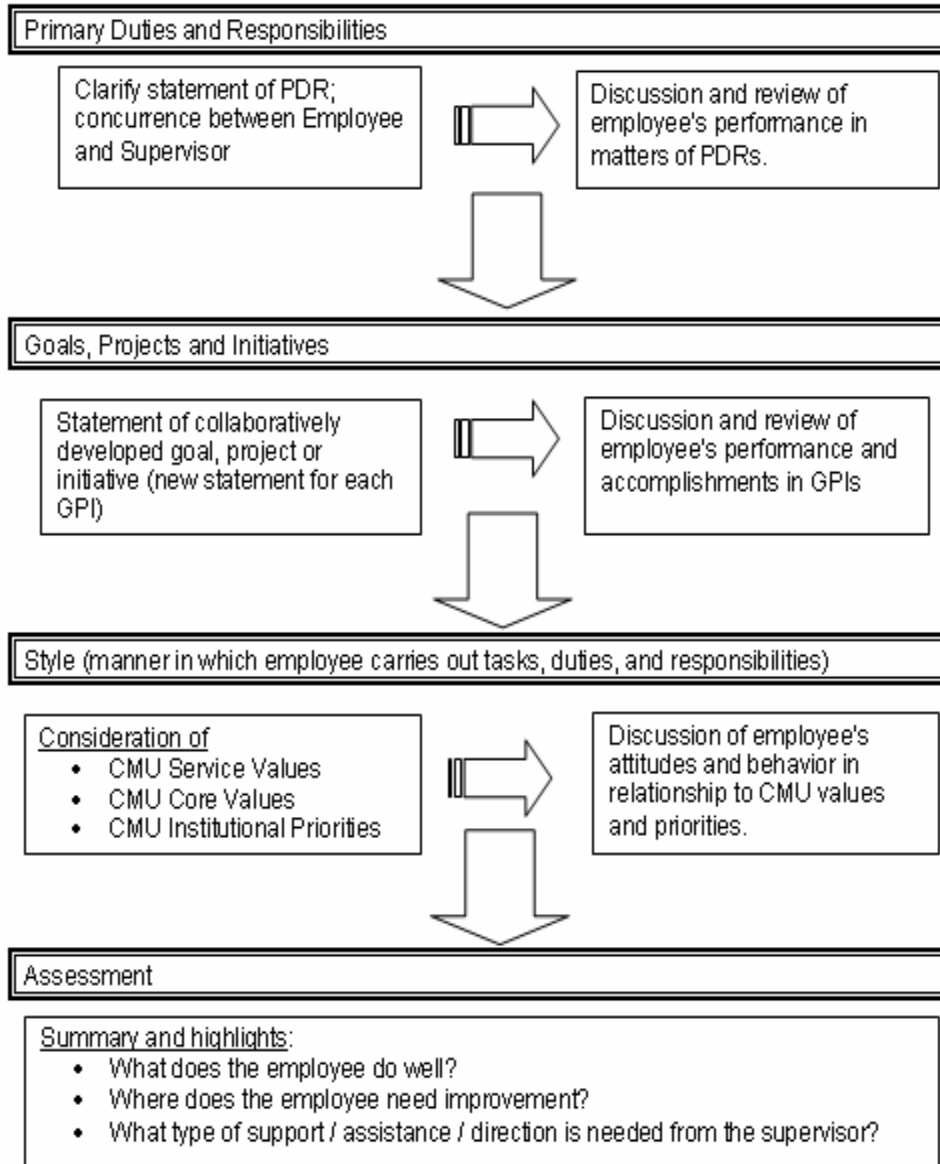 Primary Duties and Responsibilities
Clarify statement of PDR;
concurrence between Employee
and Supervisor
Discussion and review of
employee's performance in
matters of PDRs.
Goals, Projects and Initiatives
Statement of collaboratively
developed goal, project or
initiative (new statement for each
GPI)
Discussion and review of
employee's performance and
accomplishments in GPIs
Style (manner in which employee carries out tasks, duties, and responsibilities)
Consideration of
• CMU Service Values
• CMU Core Values
• CMU Institutional Priorities
Discussion of employee's
attitudes and behavior in
relationship to CMU values
and priorities.
Assessment
Summary and highlights:
• What does the employee do well?
• Where does the employee need improvement?
• What type of support / assistance / direction is needed from the supervisor?